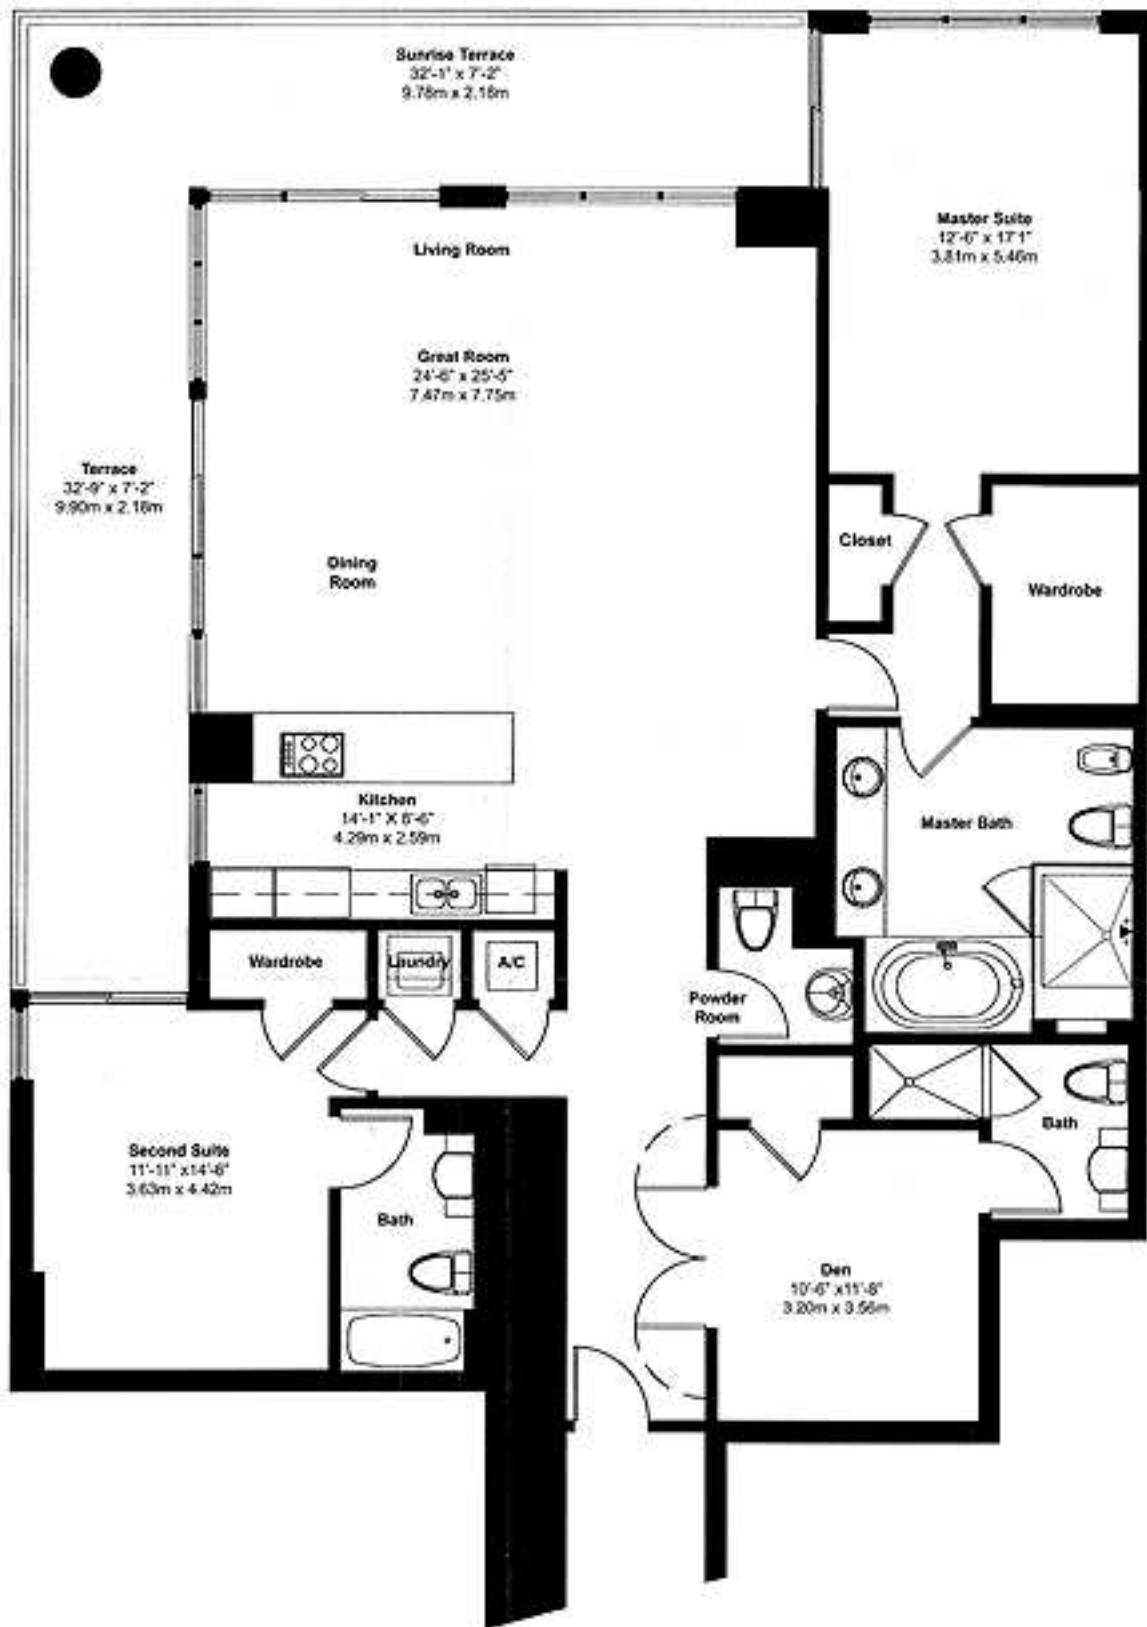 Sunrise Terrace
32'-1" x 7'-2"
9.78m x 2.18m
Master Suite
12'-6" x 17'1"
3.81m x 5.46m
Living Room
Great Room
24'-6" x 25'-5"
7.47m x 7.75m
Terrace
32'-9" x 7'-2"
9.90m x 2.18m
Closet
Dining
Room
Wardrobe
Kitchen
14'-1" X 8'-6"
4.29m x 2.59m
Master Bath
Wardrobe
Laundry
A/C
Powder
Room
Bath
Second Suite
11'-11" x14'-6"
3.63m x 4.42m
Bath
Den
10'-6" x11'-8"
3.20m x 3.56m